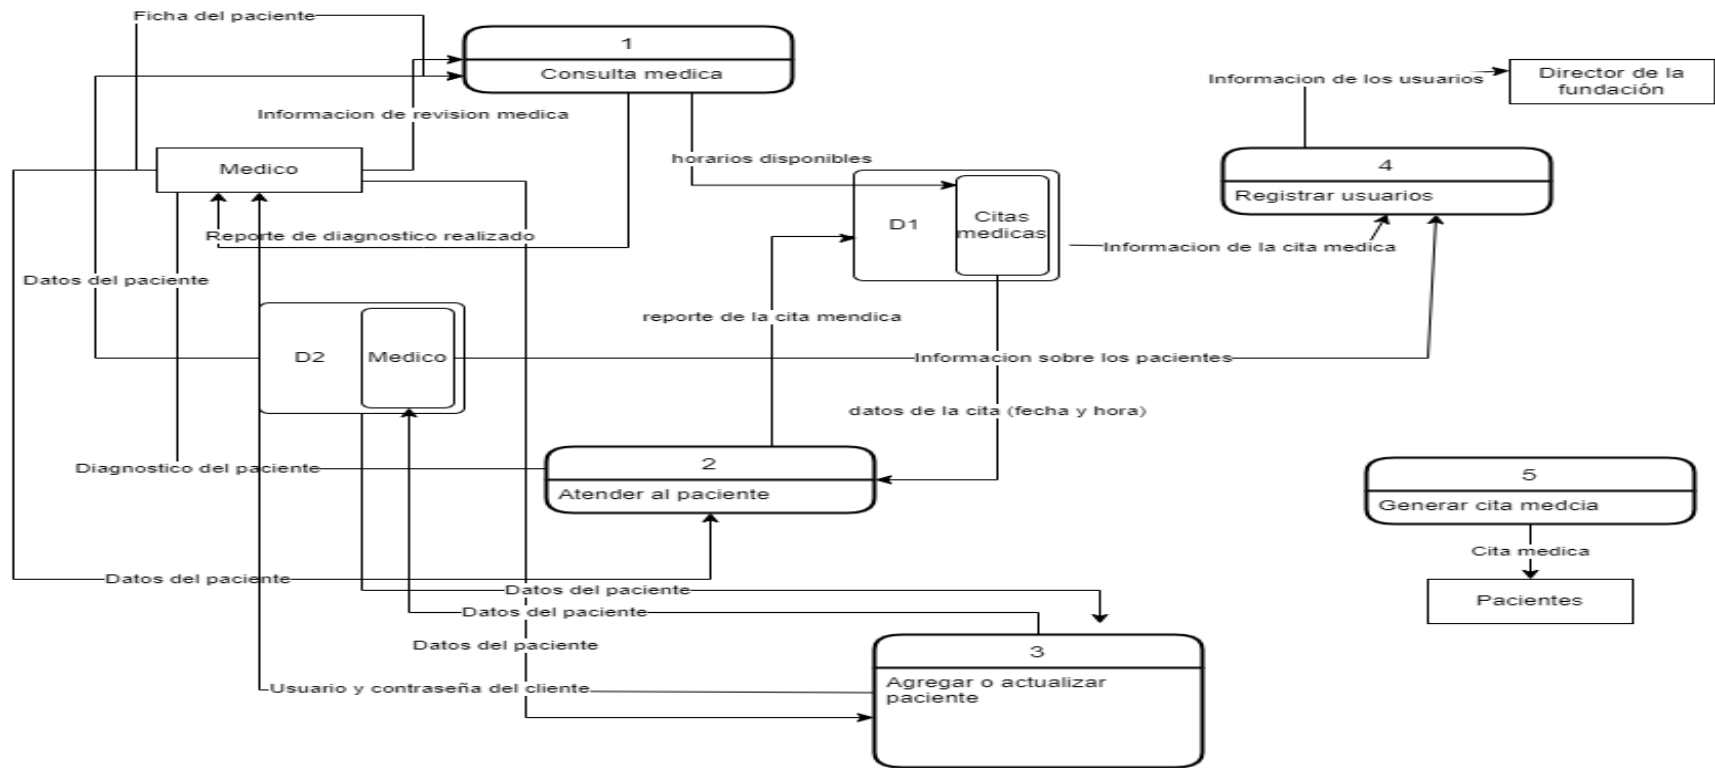 Ficha del paciente
1
Consulta medica
Informacion de los usuarios
Director de la
fundación
Informacion de revision medica
horarios disponibles
Medico
4
Registrar usuarios
D1
Citas
medicas
Reporte de diagnostico realizado
Informacion de la cita medica
Datos del paciente
reporte de la cita mendica
D2
Medico
Informacion sobre los pacientes
datos de la cita (fecha y hora)
Diagnostico del paciente
2
Atender al paciente
5
Generar cita medcia
Cita medica
Pacientes
Datos del paciente
Datos del paciente
Datos del paciente
Datos del paciente
3
Agregar o actualizar
paciente
Usuario y contraseña del cliente